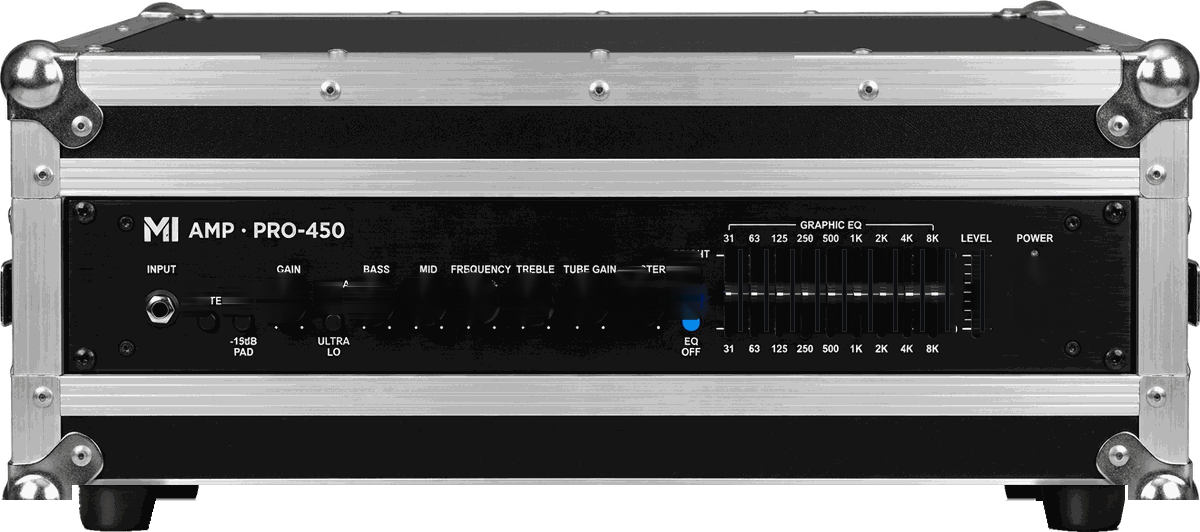 MI AMP · PRO-450
GRAPHIC EQ
31 63 125 250 500 1K 2K 4K 8K
LEVEL
POWER
INPUT
GAIN
BASS
MID
FREQUENCY
TREBLE
TUBE GAIN
-15dB
PAD
ULTRA
LO
EQ
OFF
31 63 125 250 500 1K 2K 4K 8K